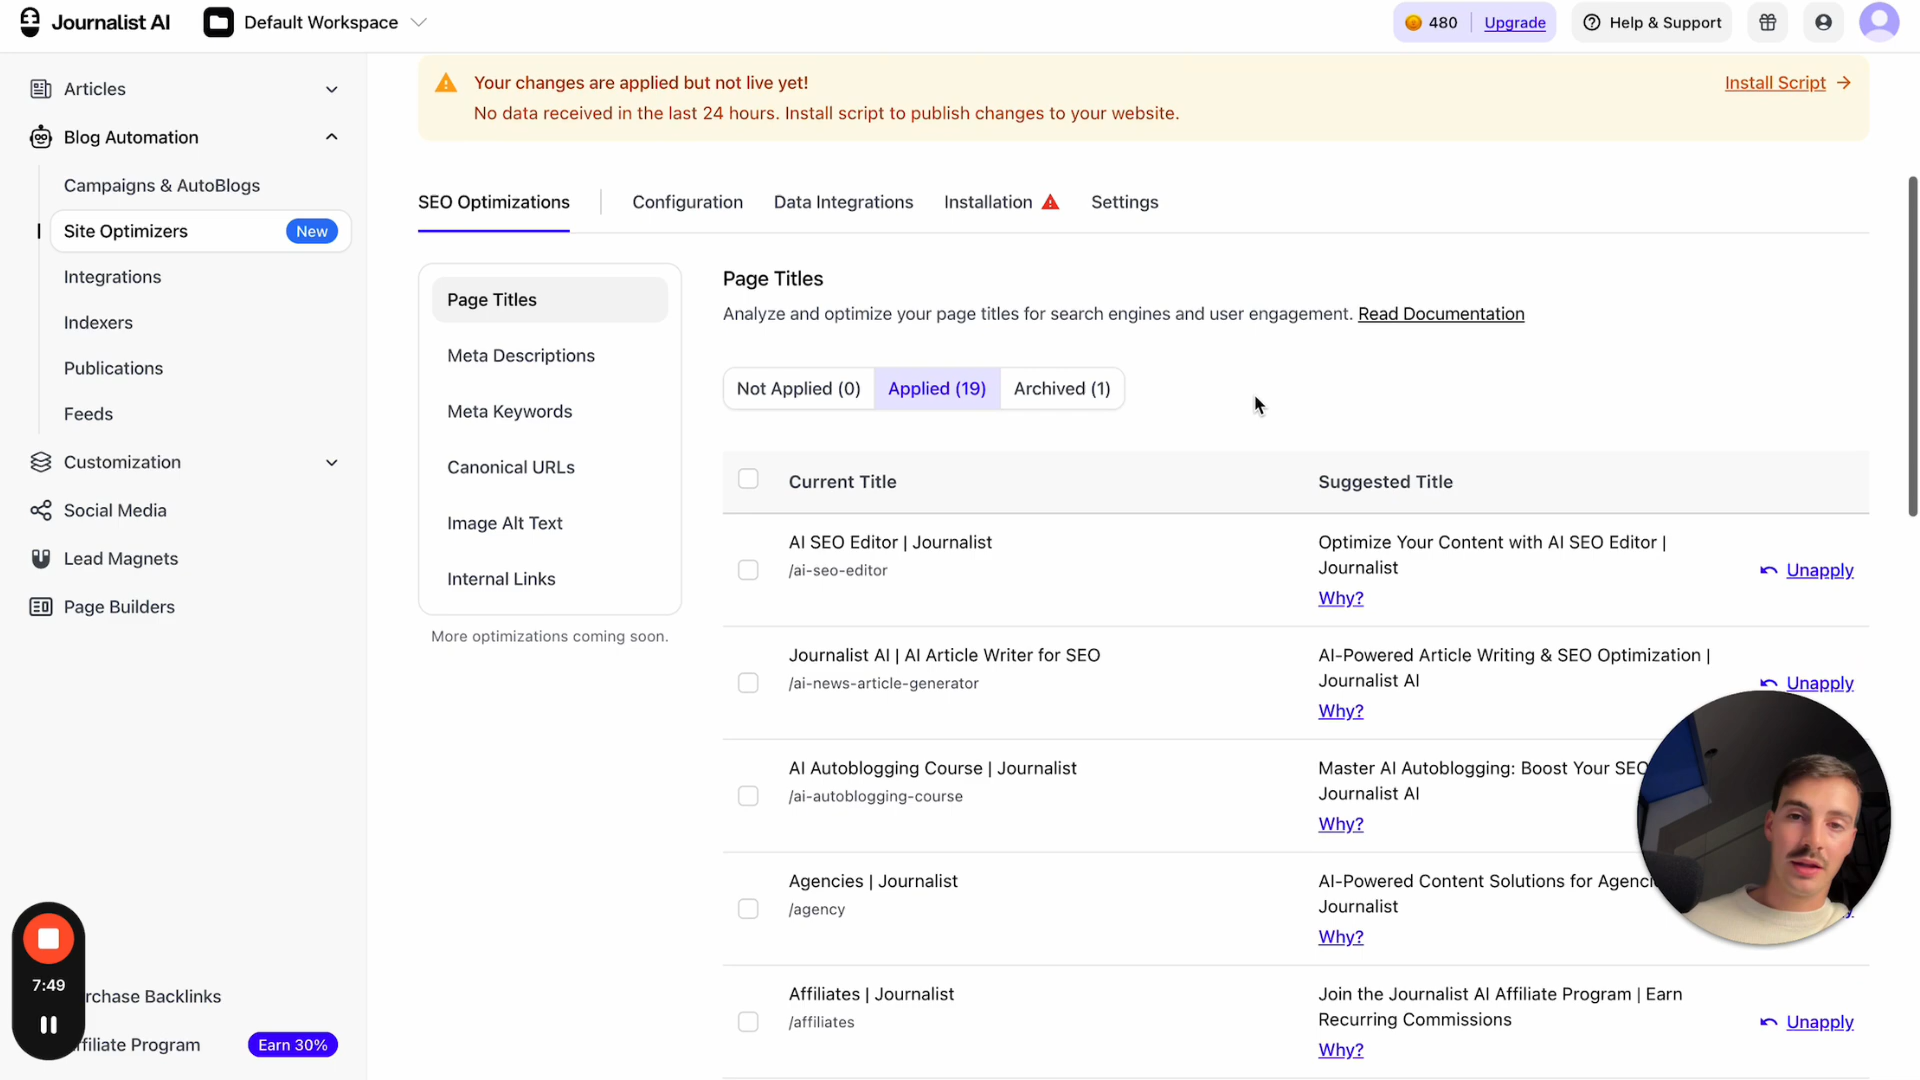 Journalist AI
Default Workspace
480
Upgrade
Help & Support
Articles
Blog Automation
Campaigns & AutoBlogs
Site Optimizers
New
Integrations
Indexers
Publications
Feeds
Customization
Social Media
Lead Magnets
Page Builders
7:49
rchase Backlinks
ffiliate Program
Earn 30%
Your changes are applied but not live yet!
No data received in the last 24 hours. Install script to publish changes to your website.
Install Script
SEO Optimizations
Configuration
Data Integrations
Installation
Settings
Page Titles
Meta Descriptions
Meta Keywords
Canonical URLs
Image Alt Text
Internal Links
More optimizations coming soon.
Page Titles
Analyze and optimize your page titles for search engines and user engagement. Read Documentation
Not Applied (0)
Applied (19)
Archived (1)
Current Title
Suggested Title
AI SEO Editor | Journalist
/ai-seo-editor
Optimize Your Content with AI SEO Editor |
Journalist
Why?
Unapply
Journalist AI | AI Article Writer for SEO
/ai-news-article-generator
AI-Powered Article Writing & SEO Optimization |
Journalist AI
Why?
Unapply
AI Autoblogging Course | Journalist
/ai-autoblogging-course
Master AI Autoblogging: Boost Your SEO
Journalist AI
Why?
Agencies | Journalist
/agency
AI-Powered Content Solutions for Agenci
Journalist
Why?
Affiliates | Journalist
/affiliates
Join the Journalist AI Affiliate Program | Earn
Recurring Commissions
Why?
Unapply